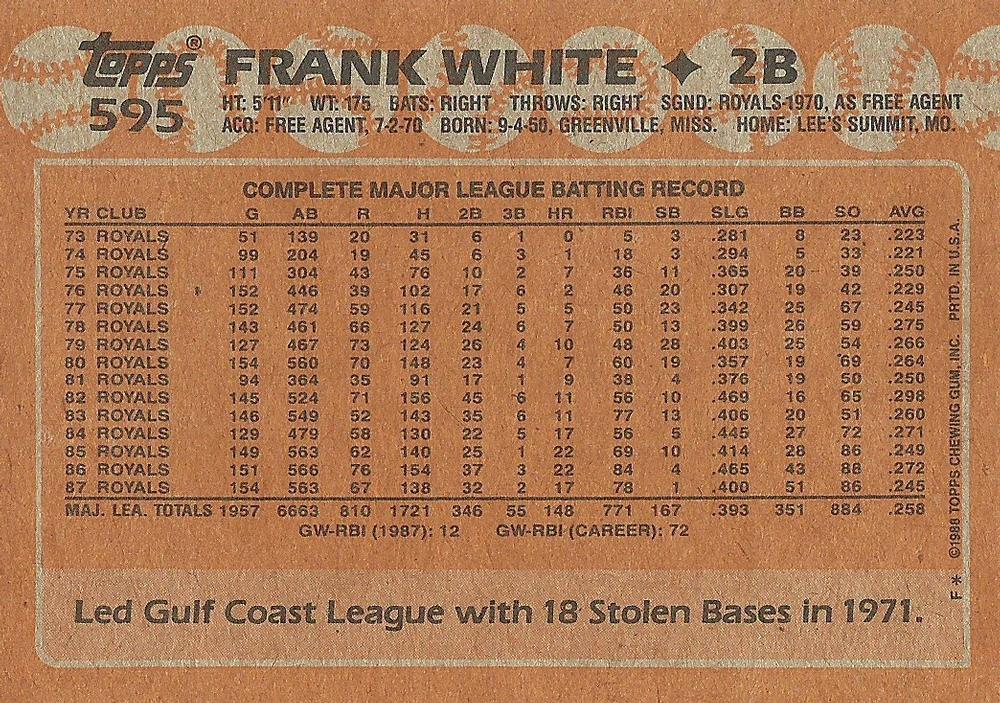 Topps® FRANK WHITE ✦ 2B
595 HT: 5'11" WT: 175 BATS: RIGHT THROWS: RIGHT SGND: ROYALS-1970, AS FREE AGENT
ACQ: FREE AGENT, 7-2-70 BORN: 9-4-50, GREENVILLE, MISS. HOME: LEE'S SUMMIT, MO.
COMPLETE MAJOR LEAGUE BATTING RECORD
YR CLUB G AB R H 2B 3B HR RBI SB SLG BB SO AVG
73 ROYALS 51 139 20 31 6 1 0 5 3 .281 8 23 .223
74 ROYALS 99 204 19 45 6 3 1 18 3 .294 5 33 .221
75 ROYALS 111 304 43 76 10 2 7 36 11 .365 20 39 .250
76 ROYALS 152 446 39 102 17 6 2 46 20 .307 19 42 .229
77 ROYALS 152 474 59 116 21 5 5 50 23 .342 25 67 .245
78 ROYALS 143 461 66 127 24 6 7 50 13 .399 26 59 .275
79 ROYALS 127 467 73 124 26 4 10 48 28 .403 25 54 .266
80 ROYALS 154 560 70 148 23 4 7 60 19 .357 19 69 .264
81 ROYALS 94 364 35 91 17 1 9 38 4 .376 19 50 .250
82 ROYALS 145 524 71 156 45 6 11 56 10 .469 16 65 .298
83 ROYALS 146 549 52 143 35 6 11 77 13 .406 20 51 .260
84 ROYALS 129 479 58 130 22 5 17 56 5 .445 27 72 .271
85 ROYALS 149 563 62 140 25 1 22 69 10 .414 28 86 .249
86 ROYALS 151 566 76 154 37 3 22 84 4 .465 43 88 .272
87 ROYALS 154 563 67 138 32 2 17 78 1 .400 51 86 .245
MAJ. LEA. TOTALS 1957 6663 810 1721 346 55 148 771 167 .393 351 884 .258
GW-RBI (1987): 12 GW-RBI (CAREER): 72
Led Gulf Coast League with 18 Stolen Bases in 1971.
F * ©1988 TOPPS CHEWING GUM, INC. PRTD. IN U.S.A.